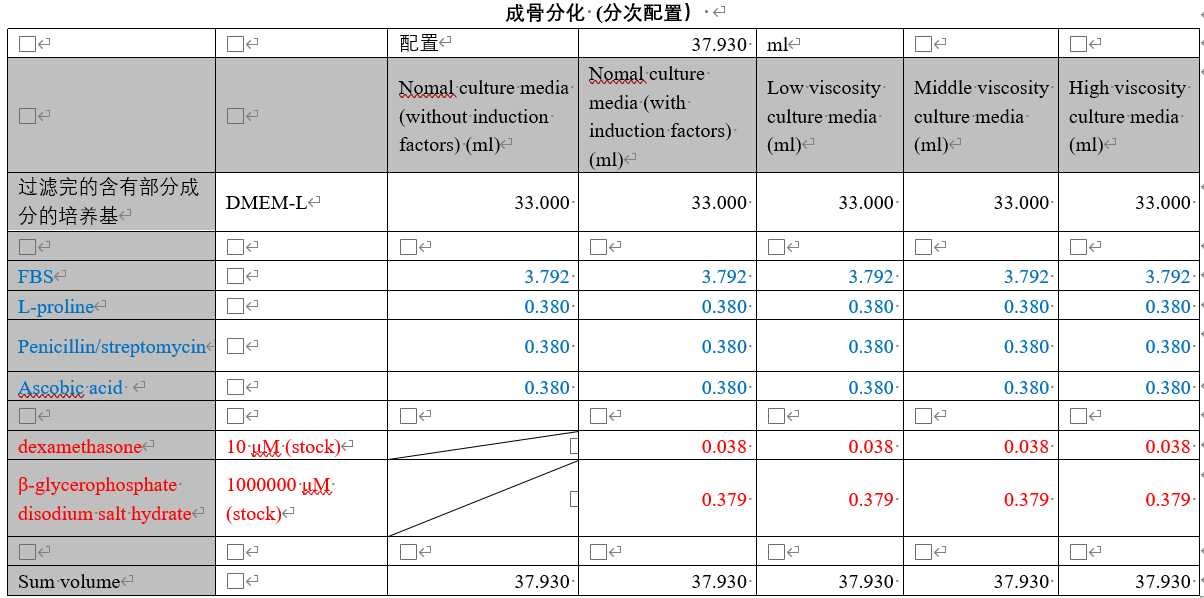 成骨分化 (分次配置）
配置 37.930 ml
Nomal culture media (without induction factors) (ml)
Nomal culture media (with induction factors) (ml)
Low viscosity culture media (ml)
Middle viscosity culture media (ml)
High viscosity culture media (ml)
过滤完的含有部分成分的培养基 DMEM-L 33.000 33.000 33.000 33.000 33.000
FBS 3.792 3.792 3.792 3.792 3.792
L-proline 0.380 0.380 0.380 0.380 0.380
Penicillin/streptomycin 0.380 0.380 0.380 0.380 0.380
Ascobic acid 0.380 0.380 0.380 0.380 0.380
dexamethasone 10 μM (stock) 0.038 0.038 0.038 0.038
β-glycerophosphate disodium salt hydrate 1000000 μM (stock) 0.379 0.379 0.379 0.379
Sum volume 37.930 37.930 37.930 37.930 37.930